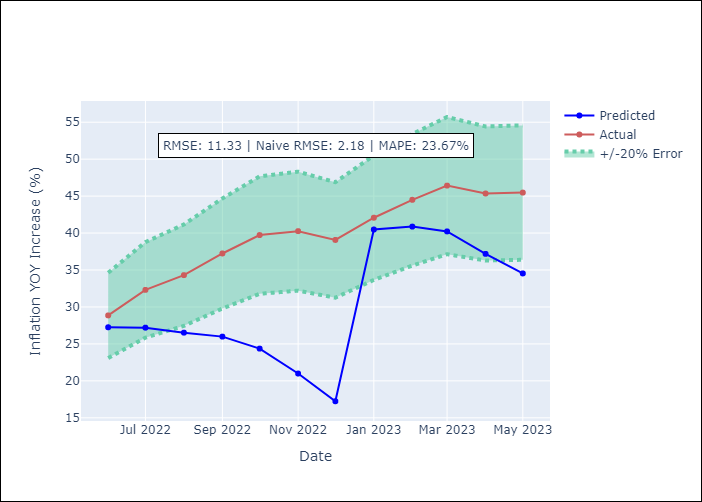 RMSE: 11.33 | Naive RMSE: 2.18 | MAPE: 23.67%
Predicted
Actual
+/-20% Error
Inflation YOY Increase (%)
55
50
45
40
35
30
25
20
15
Jul 2022
Sep 2022
Nov 2022
Jan 2023
Mar 2023
May 2023
Date